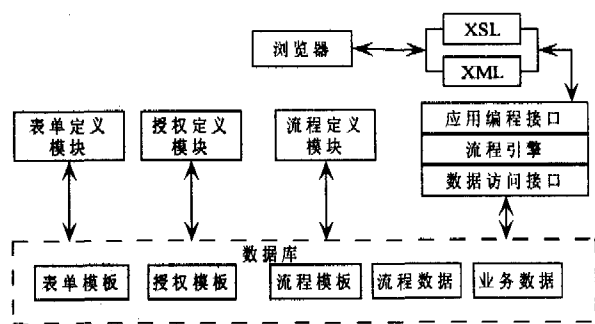 XSL
浏览器
XML
表单定义
模块
授权定义
模块
流程定义
模块
应用编程接口
流程引擎
数据访问接口
数据库
表单模板
授权模板
流程模板
流程数据
业务数据